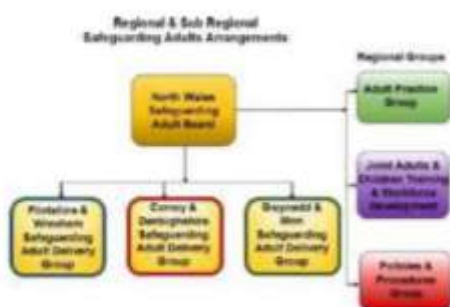 Regional & Sub Regional
Safeguarding Adults Arrangements
Regional Groups
North Wales
Safeguarding
Adult Board
Adult Practice
Group
Joint Adults &
Children Training
& Workforce
Development
Policies &
Procedures
Group
Flintshire &
Wrexham
Safeguarding
Adult Delivery
Group
Conwy &
Denbighshire
Safeguarding
Adult Delivery
Group
Gwynedd &
Mon
Safeguarding
Adult Delivery
Group